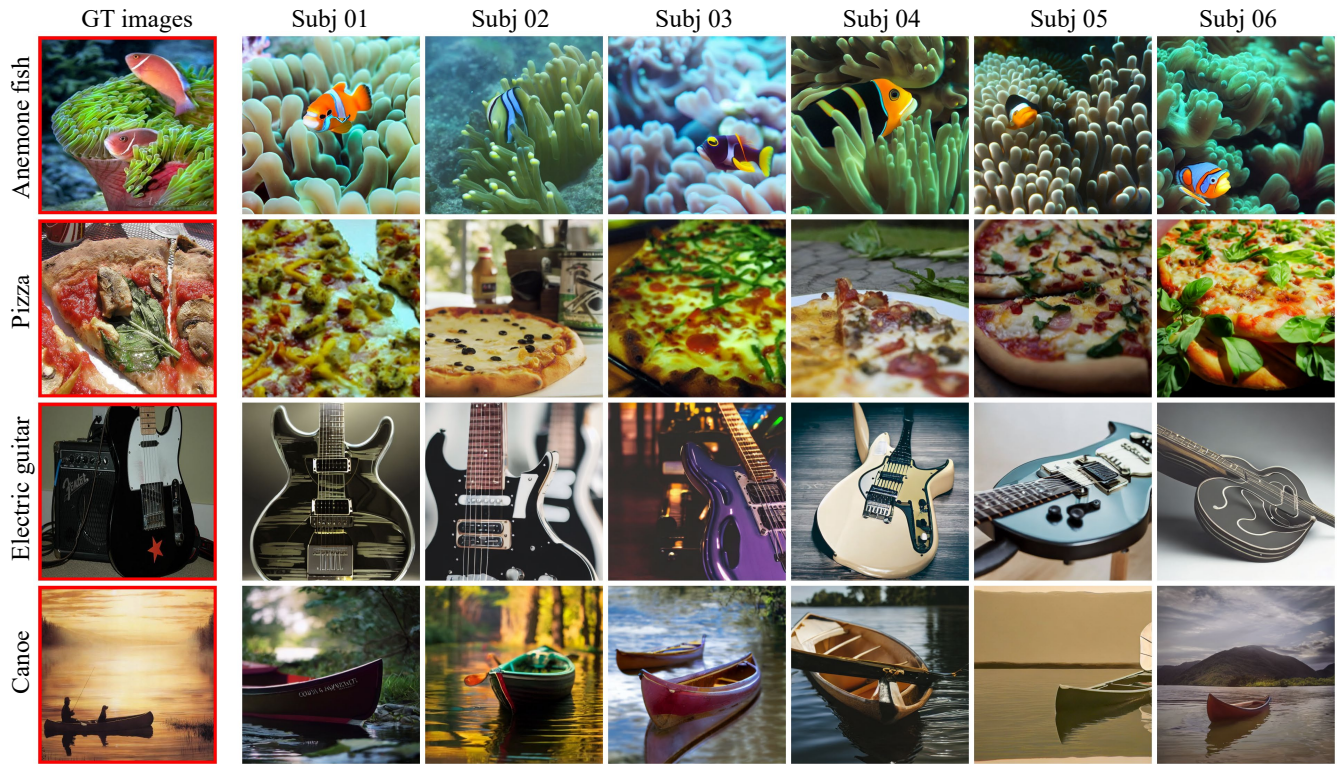 GT images Subj 01 Subj 02 Subj 03 Subj 04 Subj 05 Subj 06
Anemone fish
Pizza
Electric guitar
Fender
Canoe